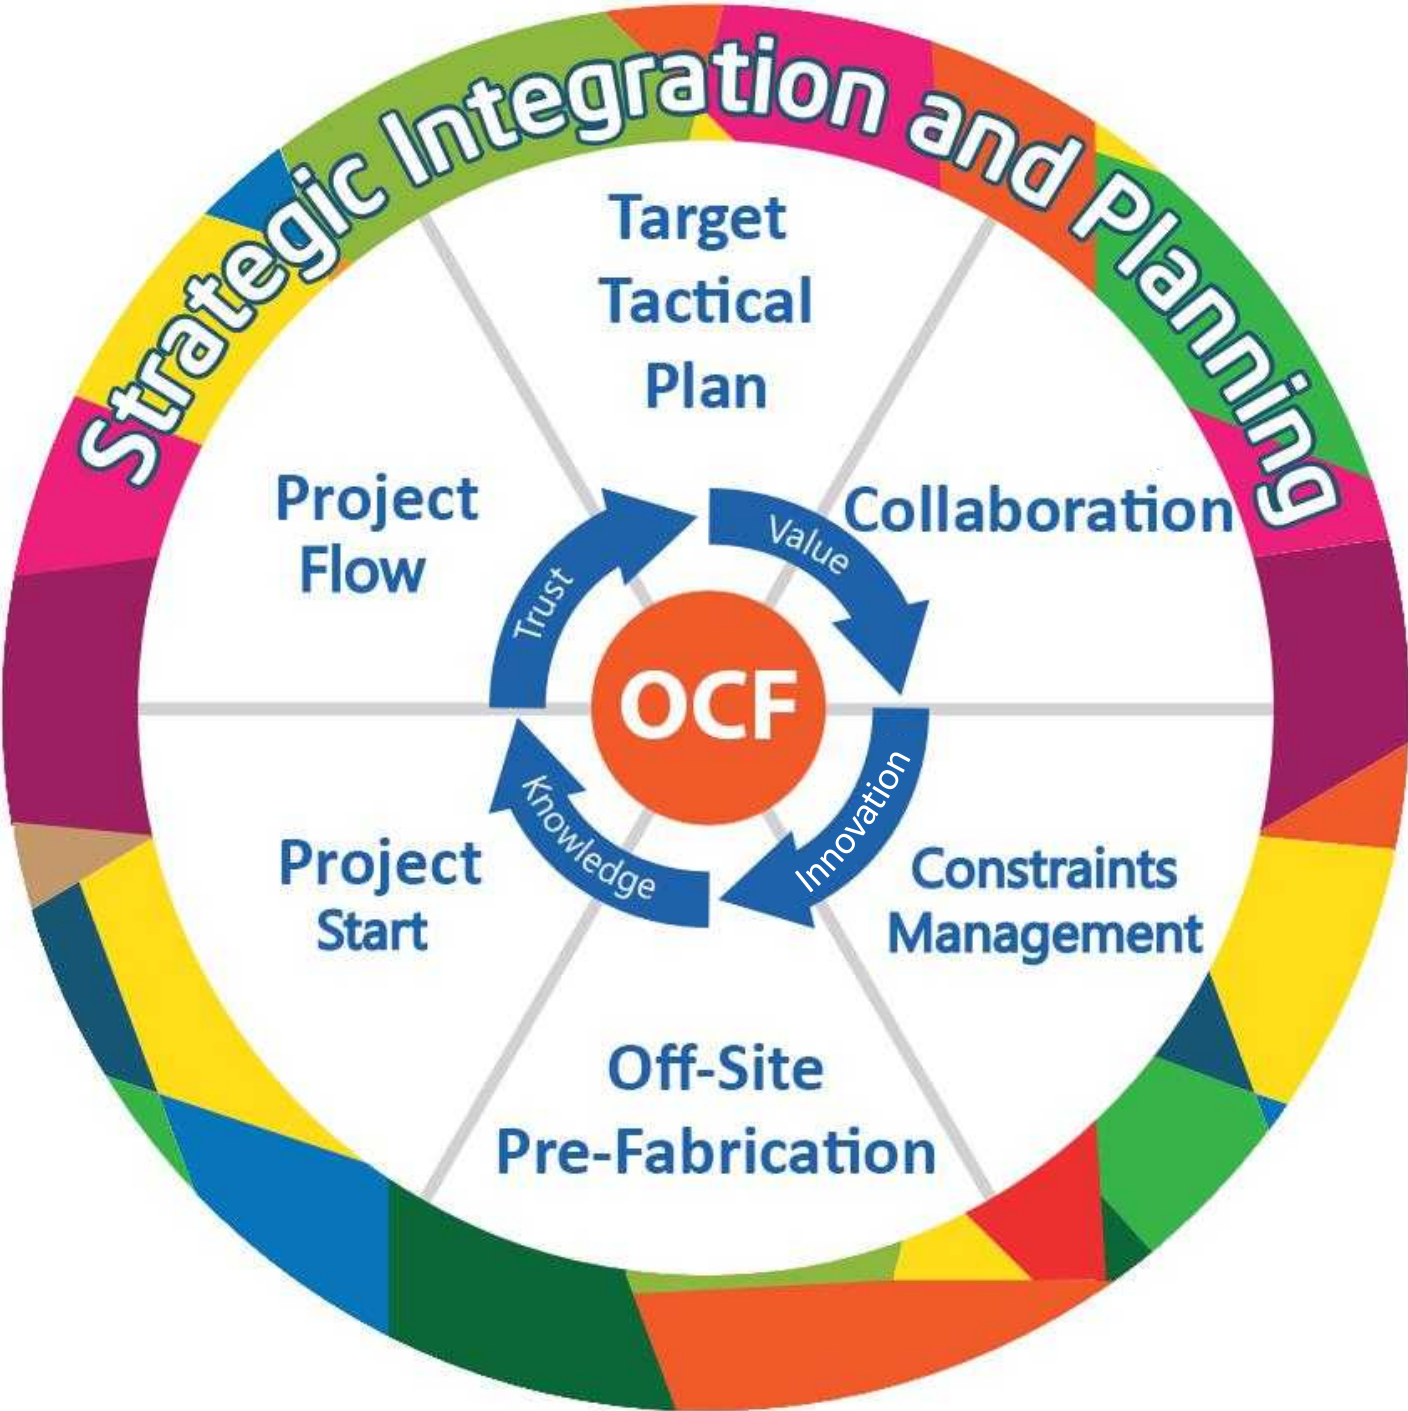 Strategic Integration and Planning
Target
Tactical
Plan
Project
Flow
Collaboration
Value
Trust
OCF
Innovation
Knowledge
Project
Start
Constraints
Management
Off-Site
Pre-Fabrication